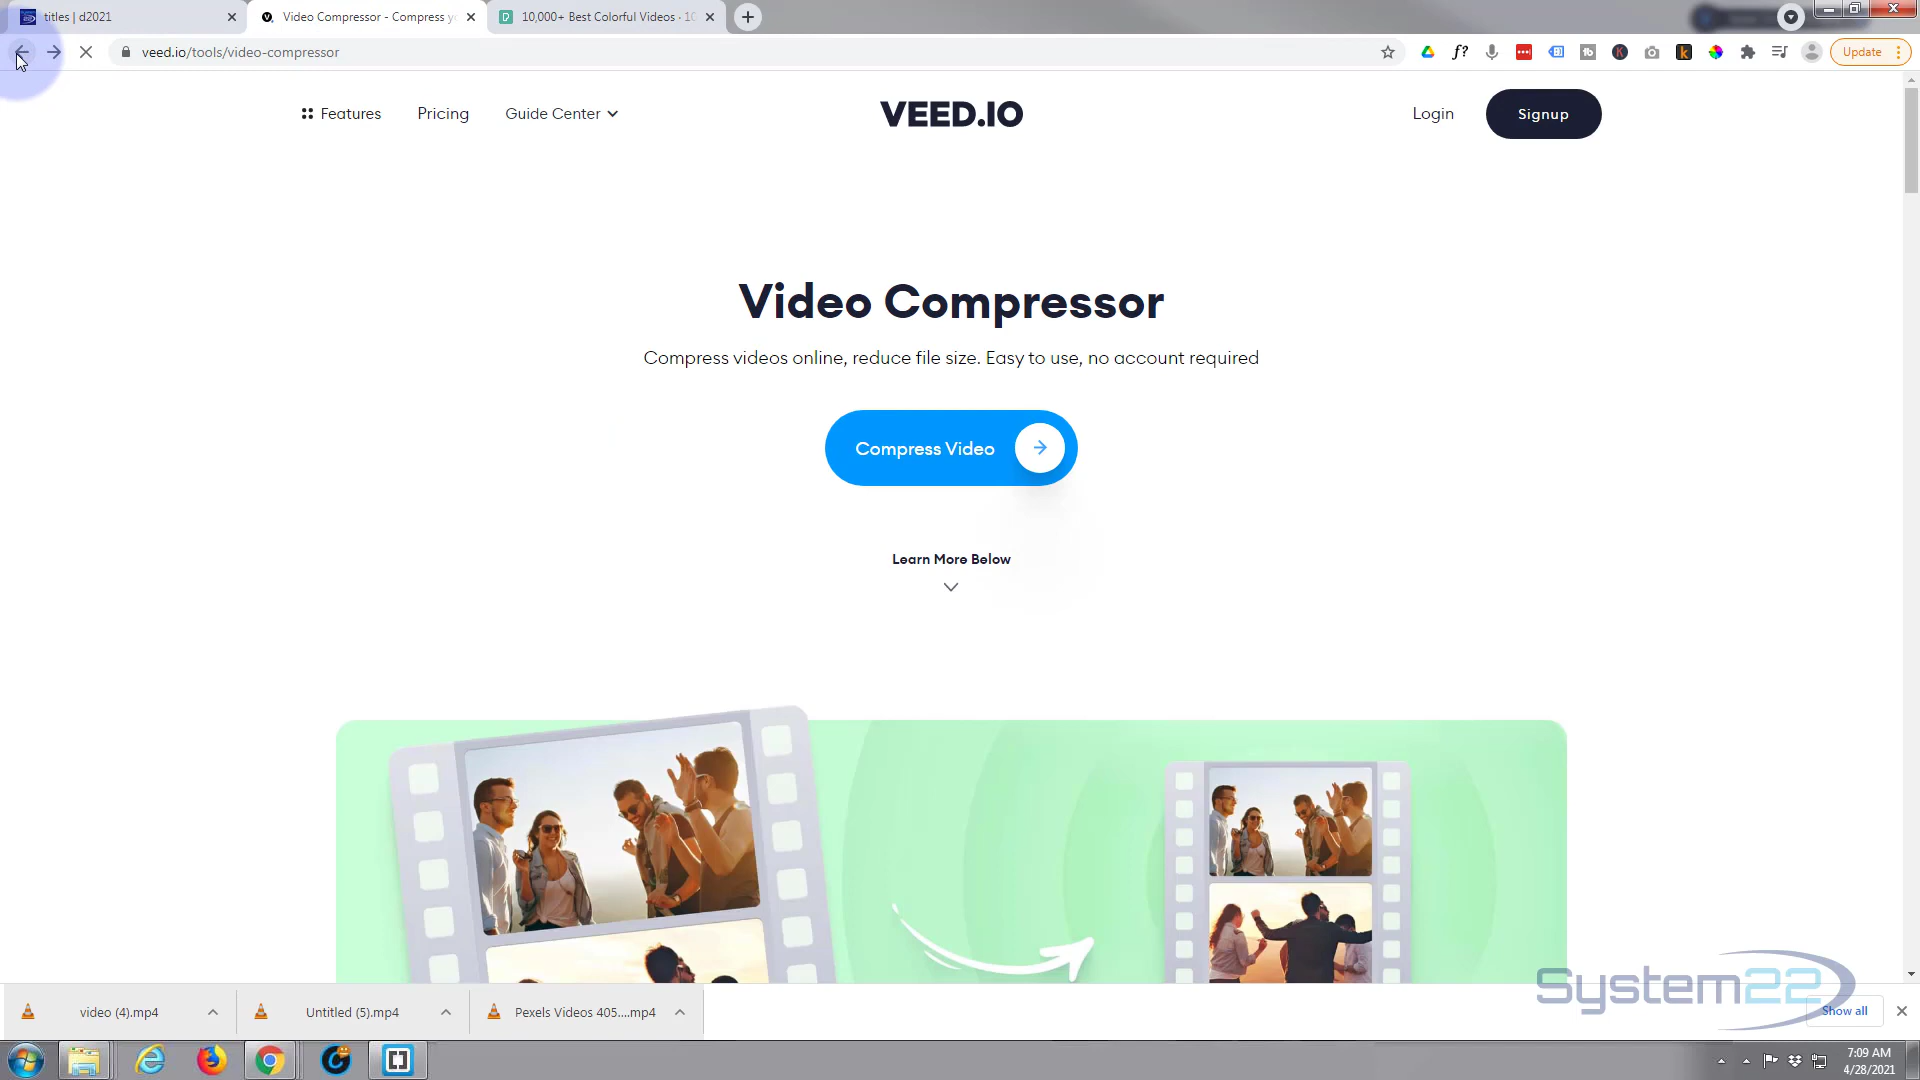 titles | d2021
Video Compressor - Compress yo
10,000+ Best Colorful Videos · 10
veed.io/tools/video-compressor
Update
Features
Pricing
Guide Center
VEED.IO
Login
Signup
Video Compressor
Compress videos online, reduce file size. Easy to use, no account required
Compress Video
Learn More Below
System22
video (4).mp4
Untitled (5).mp4
Pexels Videos 405....mp4
Show all
7:09 AM
4/28/2021